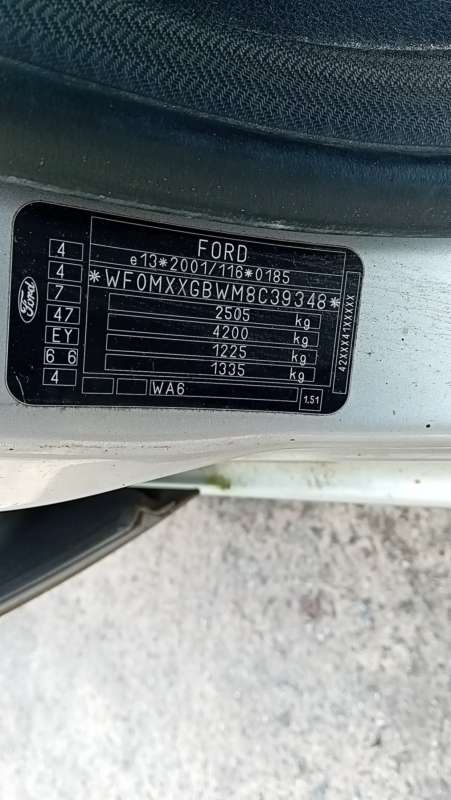 FORD
e13*2001/116*0185
*WF0MXXGBWM8C39348*
2505 kg
4200 kg
1225 kg
1335 kg
WA6
1.51
4
4
7
47
EY
6 6
4
Ford
42XXX41XXXXX